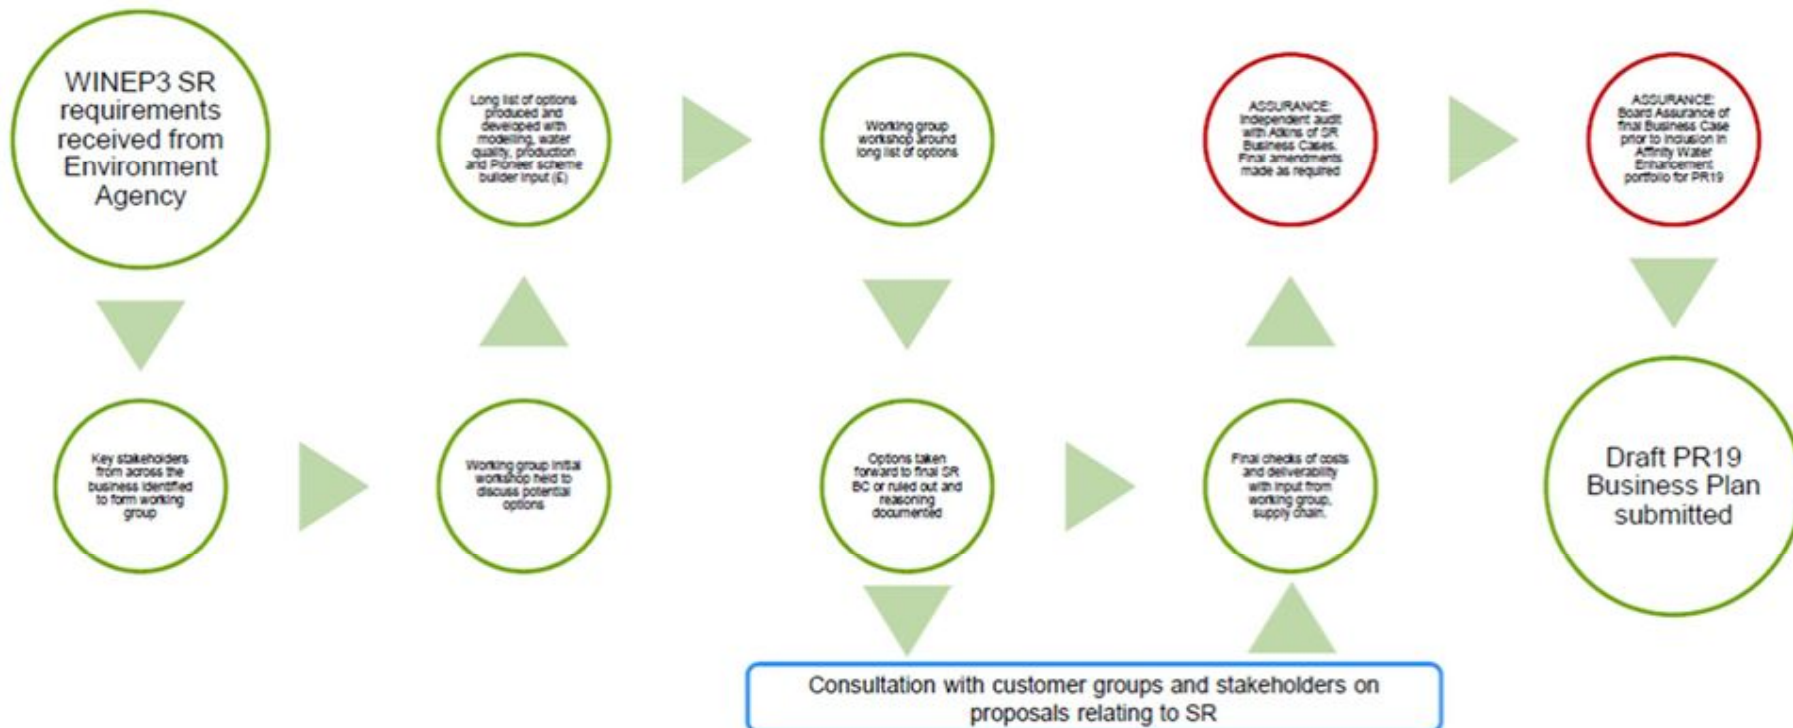 WINEP3 SR
requirements
received from
Environment
Agency
Key stakeholders
from across the
business identified
to form working
group
Working group initial
workshop held to
discuss potential
options
Long list of options
produced and
developed with
modelling, water
quality, production
and Pioneer scheme
builder input (£)
Working group
workshop around
long list of options
Options taken
forward to final SR
BC or ruled out and
reasoning
documented
Consultation with customer groups and stakeholders on
proposals relating to SR
Final checks of costs
and deliverability
with input from
working group,
supply chain.
ASSURANCE:
Independent audit
with Atkins of SR
Business Cases.
Final amendments
made as required
ASSURANCE:
Board Assurance of
final Business Case
prior to inclusion in
Affinity Water
Enhancement
portfolio for PR19
Draft PR19
Business Plan
submitted